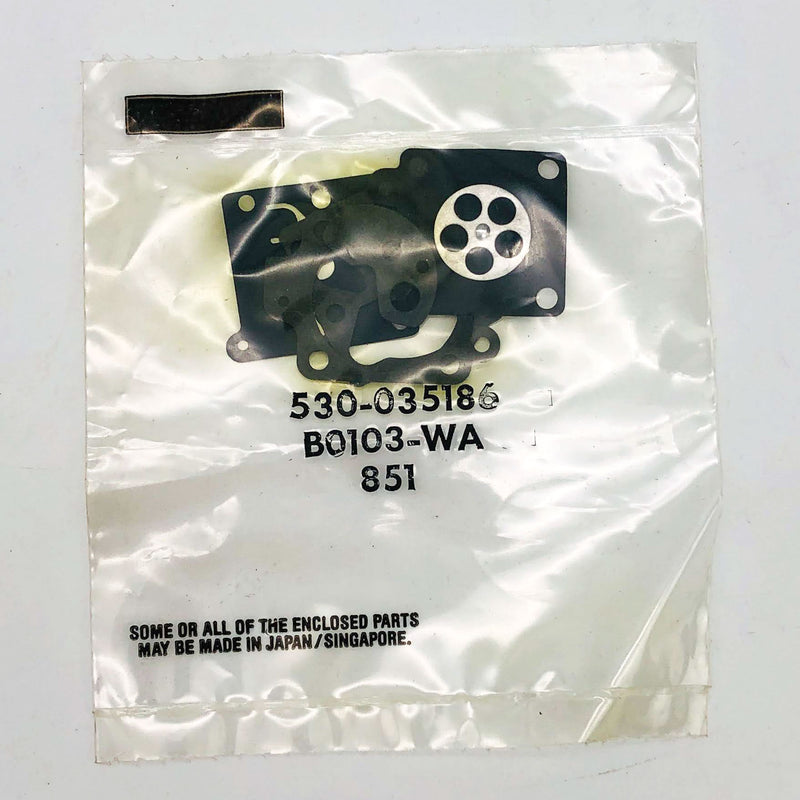 530-035186
B0103-WA
851
SOME OR ALL OF THE ENCLOSED PARTS
MAY BE MADE IN JAPAN/SINGAPORE.